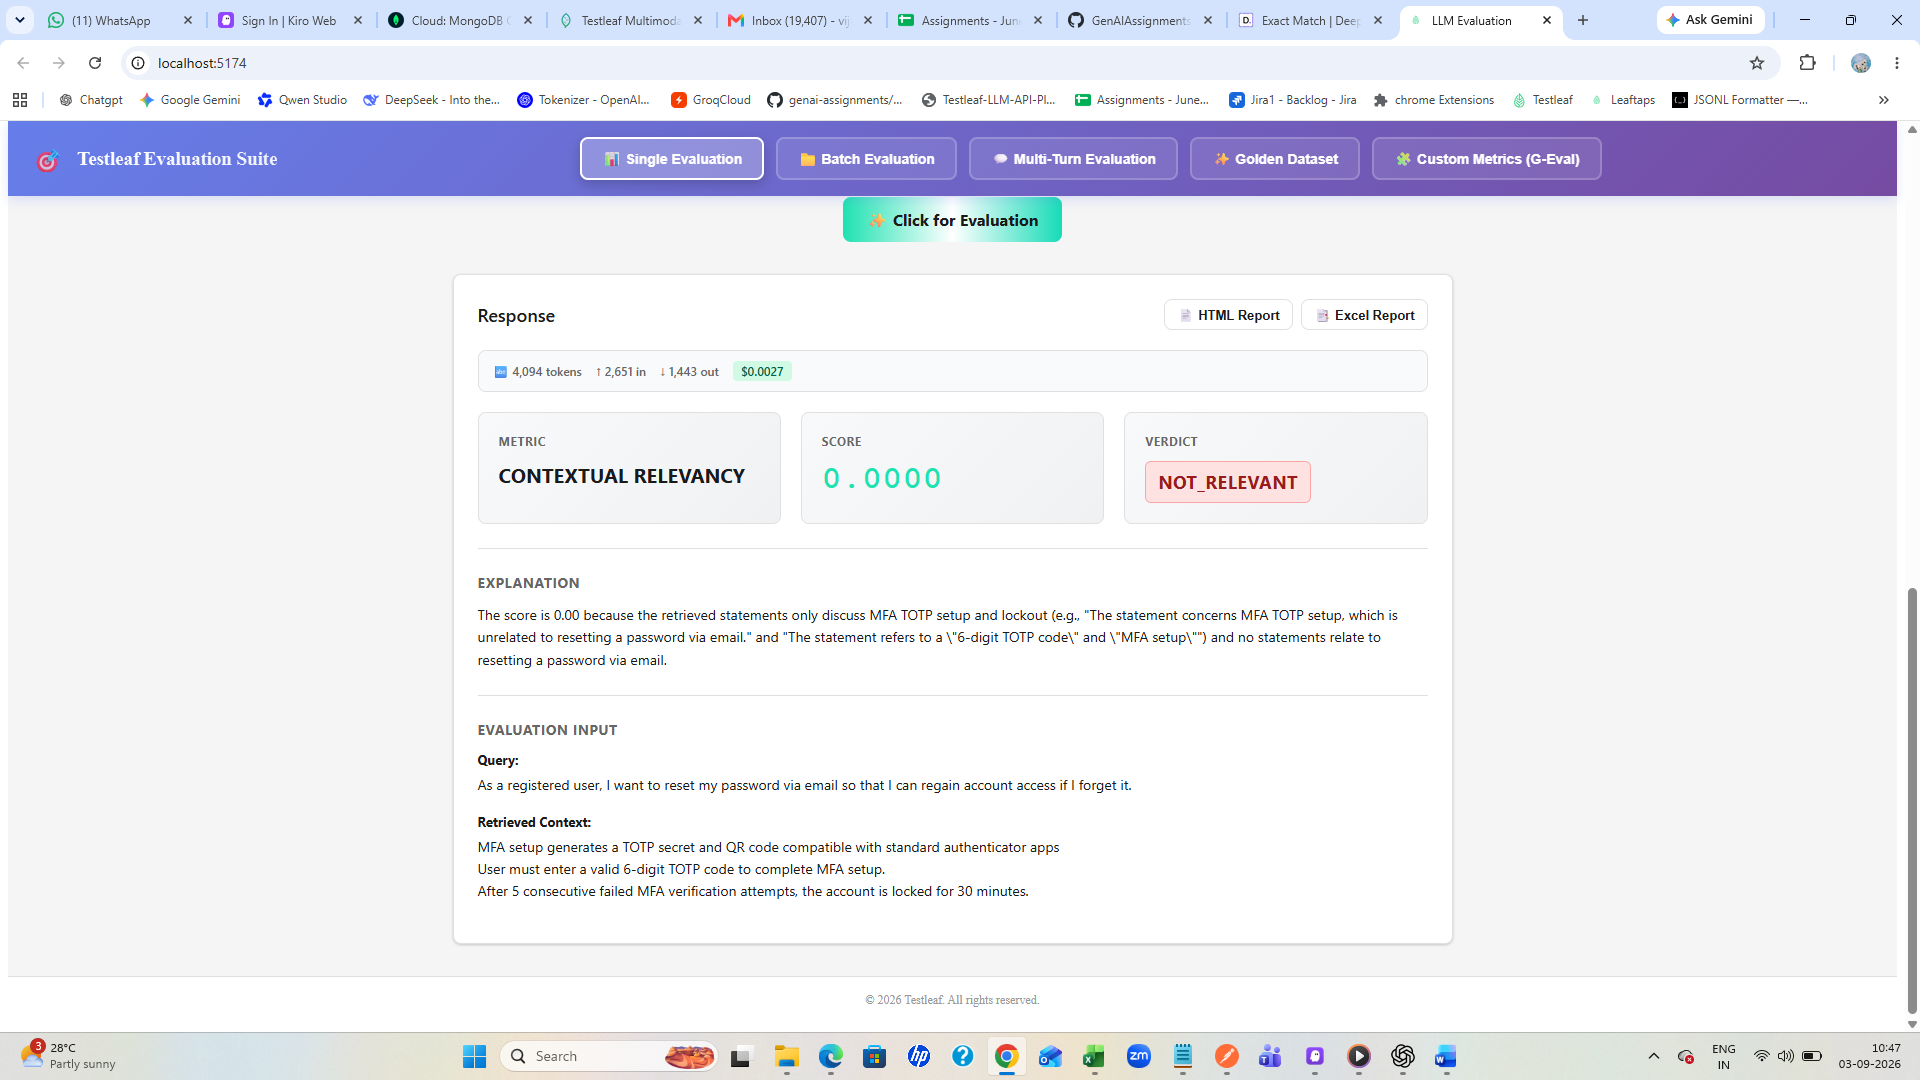 (11) WhatsApp
Sign In | Kiro Web
Cloud: MongoDB C
Testleaf Multimoda
Inbox (19,407) - vij
Assignments - June
GenAIAssignments
Exact Match | Deep
LLM Evaluation
Ask Gemini
localhost:5174
Chatgpt
Google Gemini
Qwen Studio
DeepSeek - Into the...
Tokenizer - OpenAI...
GroqCloud
genai-assignments/...
Testleaf-LLM-API-Pl...
Assignments - June...
Jira1 - Backlog - Jira
chrome Extensions
Testleaf
Leaftaps
JSONL Formatter —...
Testleaf Evaluation Suite
Single Evaluation
Batch Evaluation
Multi-Turn Evaluation
Golden Dataset
Custom Metrics (G-Eval)
Click for Evaluation
Response
HTML Report
Excel Report
4,094 tokens ↑ 2,651 in ↓ 1,443 out $0.0027
METRIC
CONTEXTUAL RELEVANCY
SCORE
0.0000
VERDICT
NOT_RELEVANT
EXPLANATION
The score is 0.00 because the retrieved statements only discuss MFA TOTP setup and lockout (e.g., "The statement concerns MFA TOTP setup, which is
unrelated to resetting a password via email." and "The statement refers to a \"6-digit TOTP code\" and \"MFA setup\"") and no statements relate to
resetting a password via email.
EVALUATION INPUT
Query:
As a registered user, I want to reset my password via email so that I can regain account access if I forget it.
Retrieved Context:
MFA setup generates a TOTP secret and QR code compatible with standard authenticator apps
User must enter a valid 6-digit TOTP code to complete MFA setup.
After 5 consecutive failed MFA verification attempts, the account is locked for 30 minutes.
© 2026 Testleaf. All rights reserved.
3
28°C
Partly sunny
Search
ENG
IN
10:47
03-09-2026